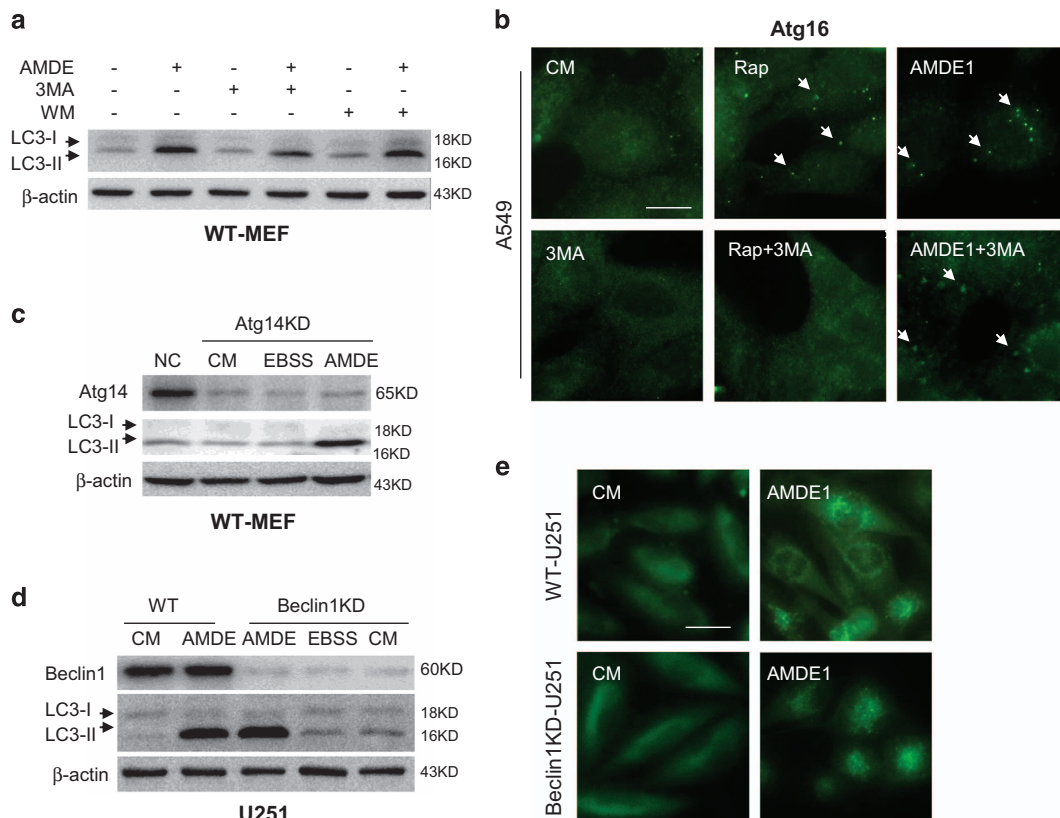 a
AMDE - + - + - +
3MA - - + + - -
WM - - - - + +
LC3-I
LC3-II
18KD
16KD
β-actin
43KD
WT-MEF
b
Atg16
A549
CM
Rap
AMDE1
3MA
Rap+3MA
AMDE1+3MA
c
Atg14KD
NC CM EBSS AMDE
Atg14
65KD
LC3-I
LC3-II
18KD
16KD
β-actin
43KD
WT-MEF
d
WT Beclin1KD
CM AMDE AMDE EBSS CM
Beclin1
60KD
LC3-I
LC3-II
18KD
16KD
β-actin
43KD
U251
e
WT-U251
CM
AMDE1
Beclin1KD-U251
CM
AMDE1